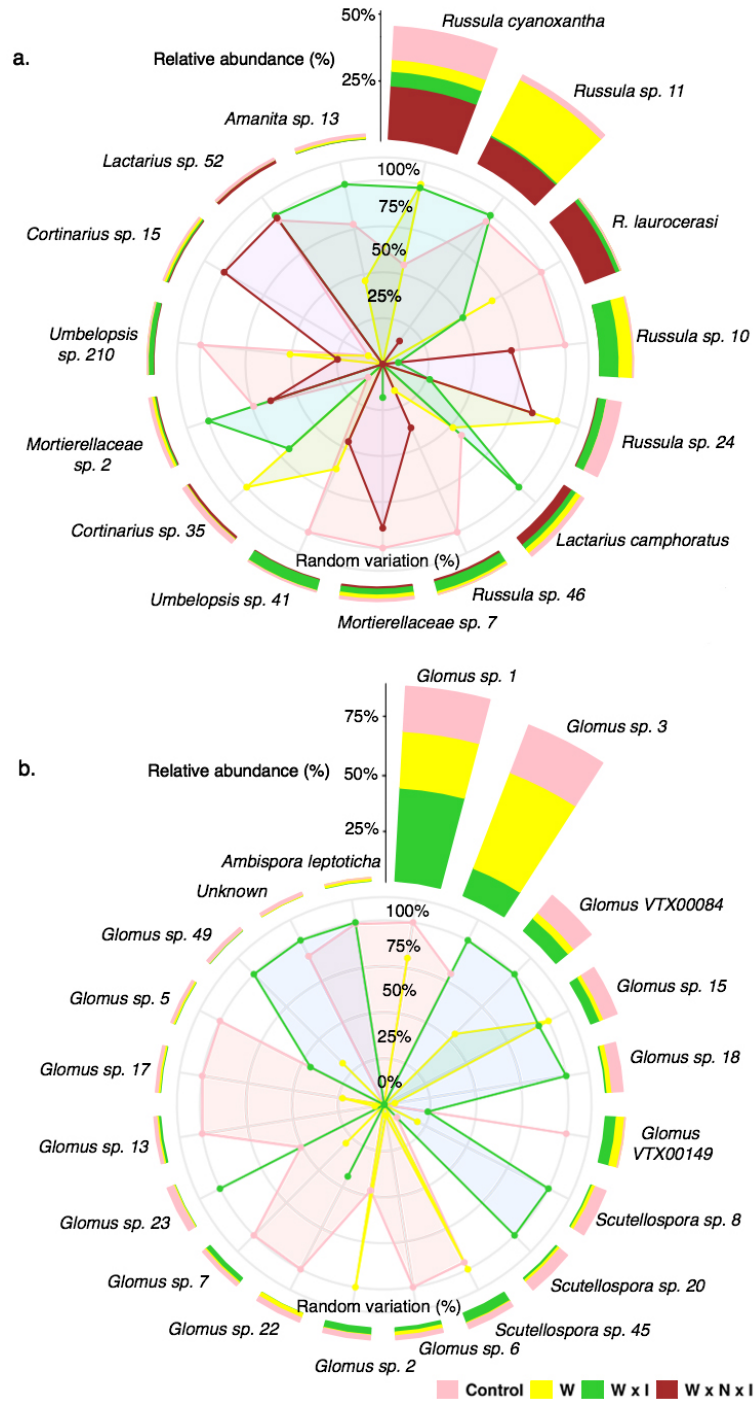 50%
Russula cyanoxantha
a.
Relative abundance (%)
25%
Russula sp. 11
Amanita sp. 13
Lactarius sp. 52
100%
75%
R. laurocerasi
Cortinarius sp. 15
50%
25%
Umbelopsis
sp. 210
Russula sp. 10
Mortierellaceae
sp. 2
Russula sp. 24
Cortinarius sp. 35
Lactarius camphoratus
Random variation (%)
Umbelopsis sp. 41
Russula sp. 46
Mortierellaceae sp. 7
Glomus sp. 1
75%
Glomus sp. 3
b.
Relative abundance (%)
50%
25%
Ambispora leptoticha
Unknown
100%
Glomus VTX00084
Glomus sp. 49
75%
Glomus sp. 5
50%
Glomus sp. 15
25%
Glomus sp. 17
0%
Glomus sp. 18
Glomus sp. 13
Glomus
VTX00149
Glomus sp. 23
Scutellospora sp. 8
Glomus sp. 7
Scutellospora sp. 20
Random variation (%)
Glomus sp. 22
Scutellospora sp. 45
Glomus sp. 6
Glomus sp. 2
Control W W x I W x N x I